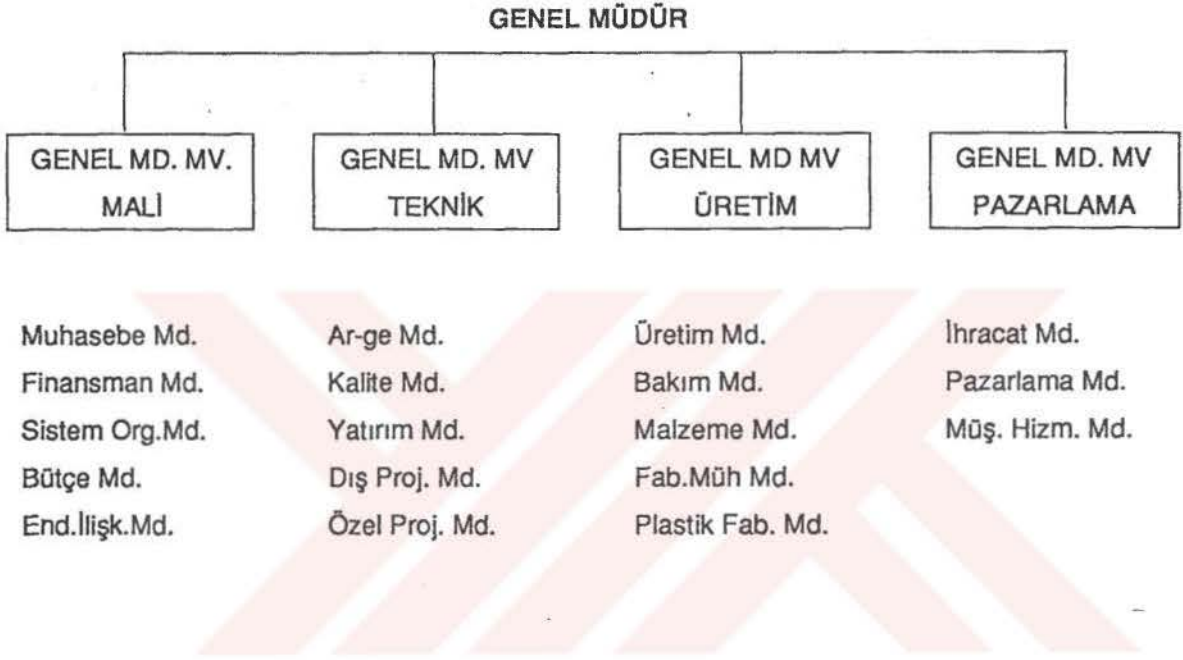 GENEL MÜDÜR
GENEL MD. MV.
MALİ
GENEL MD. MV
TEKNİK
GENEL MD MV
ÜRETİM
GENEL MD. MV
PAZARLAMA
Muhasebe Md.
Finansman Md.
Sistem Org.Md.
Bütçe Md.
End.İlişk.Md.
Ar-ge Md.
Kalite Md.
Yatırım Md.
Dış Proj. Md.
Özel Proj. Md.
Üretim Md.
Bakım Md.
Malzeme Md.
Fab.Müh Md.
Plastik Fab. Md.
İhracat Md.
Pazarlama Md.
Müş. Hizm. Md.